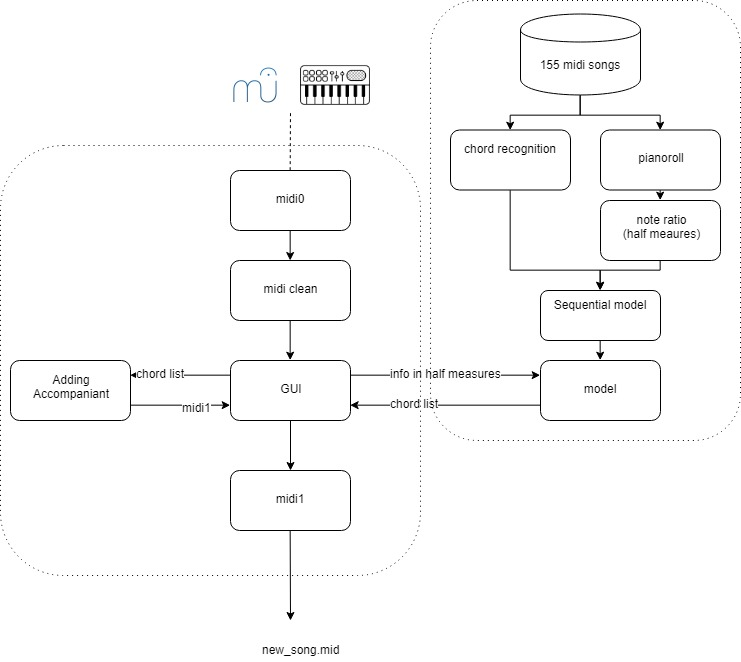 155 midi songs
chord recognition
pianoroll
note ratio
(half meaures)
Sequential model
model
mu
midi0
midi clean
GUI
info in half measures
chord list
chord list
midi1
Adding
Accompaniant
midi1
new_song.mid